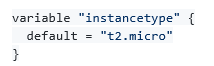 variable "instancetype" {
  default = "t2.micro"
}